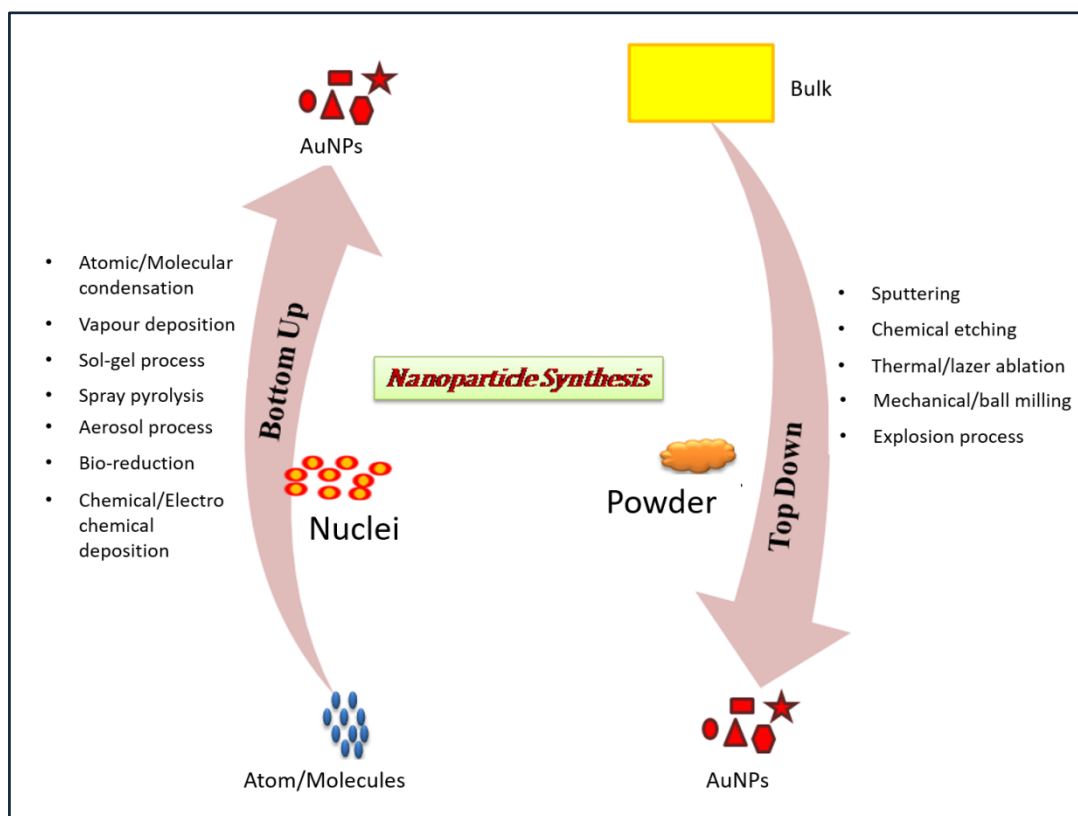 AuNPs
Bulk
• Atomic/Molecular
condensation
• Vapour deposition
• Sol-gel process
• Spray pyrolysis
• Aerosol process
• Bio-reduction
• Chemical/Electro
chemical
deposition
Bottom Up
Nanoparticle Synthesis
Nuclei
Powder
Top Down
• Sputtering
• Chemical etching
• Thermal/lazer ablation
• Mechanical/ball milling
• Explosion process
Atom/Molecules
AuNPs